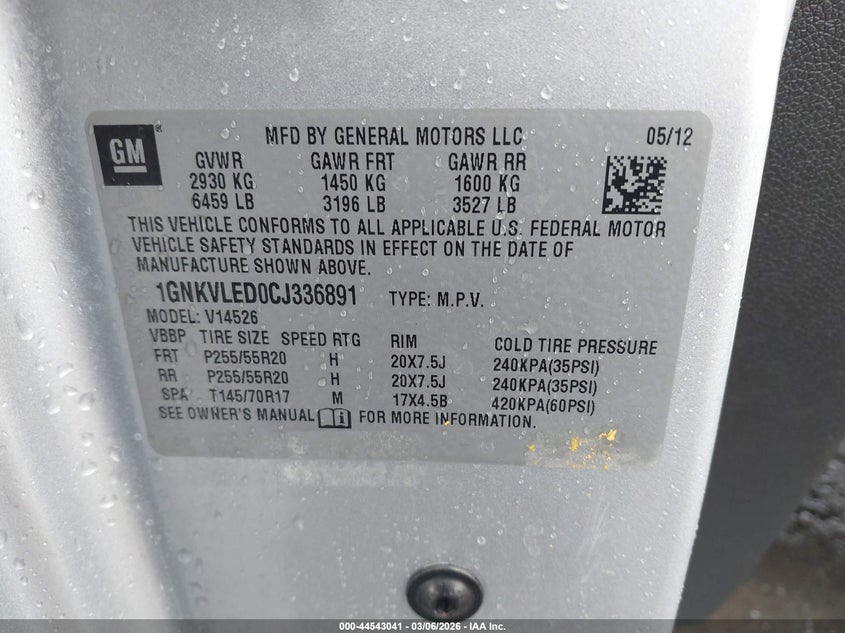 GM
MFD BY GENERAL MOTORS LLC 05/12
GVWR GAWR FRT GAWR RR
2930 KG 1450 KG 1600 KG
6459 LB 3196 LB 3527 LB
THIS VEHICLE CONFORMS TO ALL APPLICABLE U.S. FEDERAL MOTOR
VEHICLE SAFETY STANDARDS IN EFFECT ON THE DATE OF
MANUFACTURE SHOWN ABOVE.
1GNKVLED0CJ336891 TYPE: M.P.V.
MODEL: V14526
VBBP TIRE SIZE SPEED RTG RIM COLD TIRE PRESSURE
FRT P255/55R20 H 20X7.5J 240KPA(35PSI)
RR P255/55R20 H 20X7.5J 240KPA(35PSI)
SPA T145/70R17 M 17X4.5B 420KPA(60PSI)
SEE OWNER'S MANUAL FOR MORE INFORMATION.
000-44543041 - 03/06/2026 - IAA Inc.